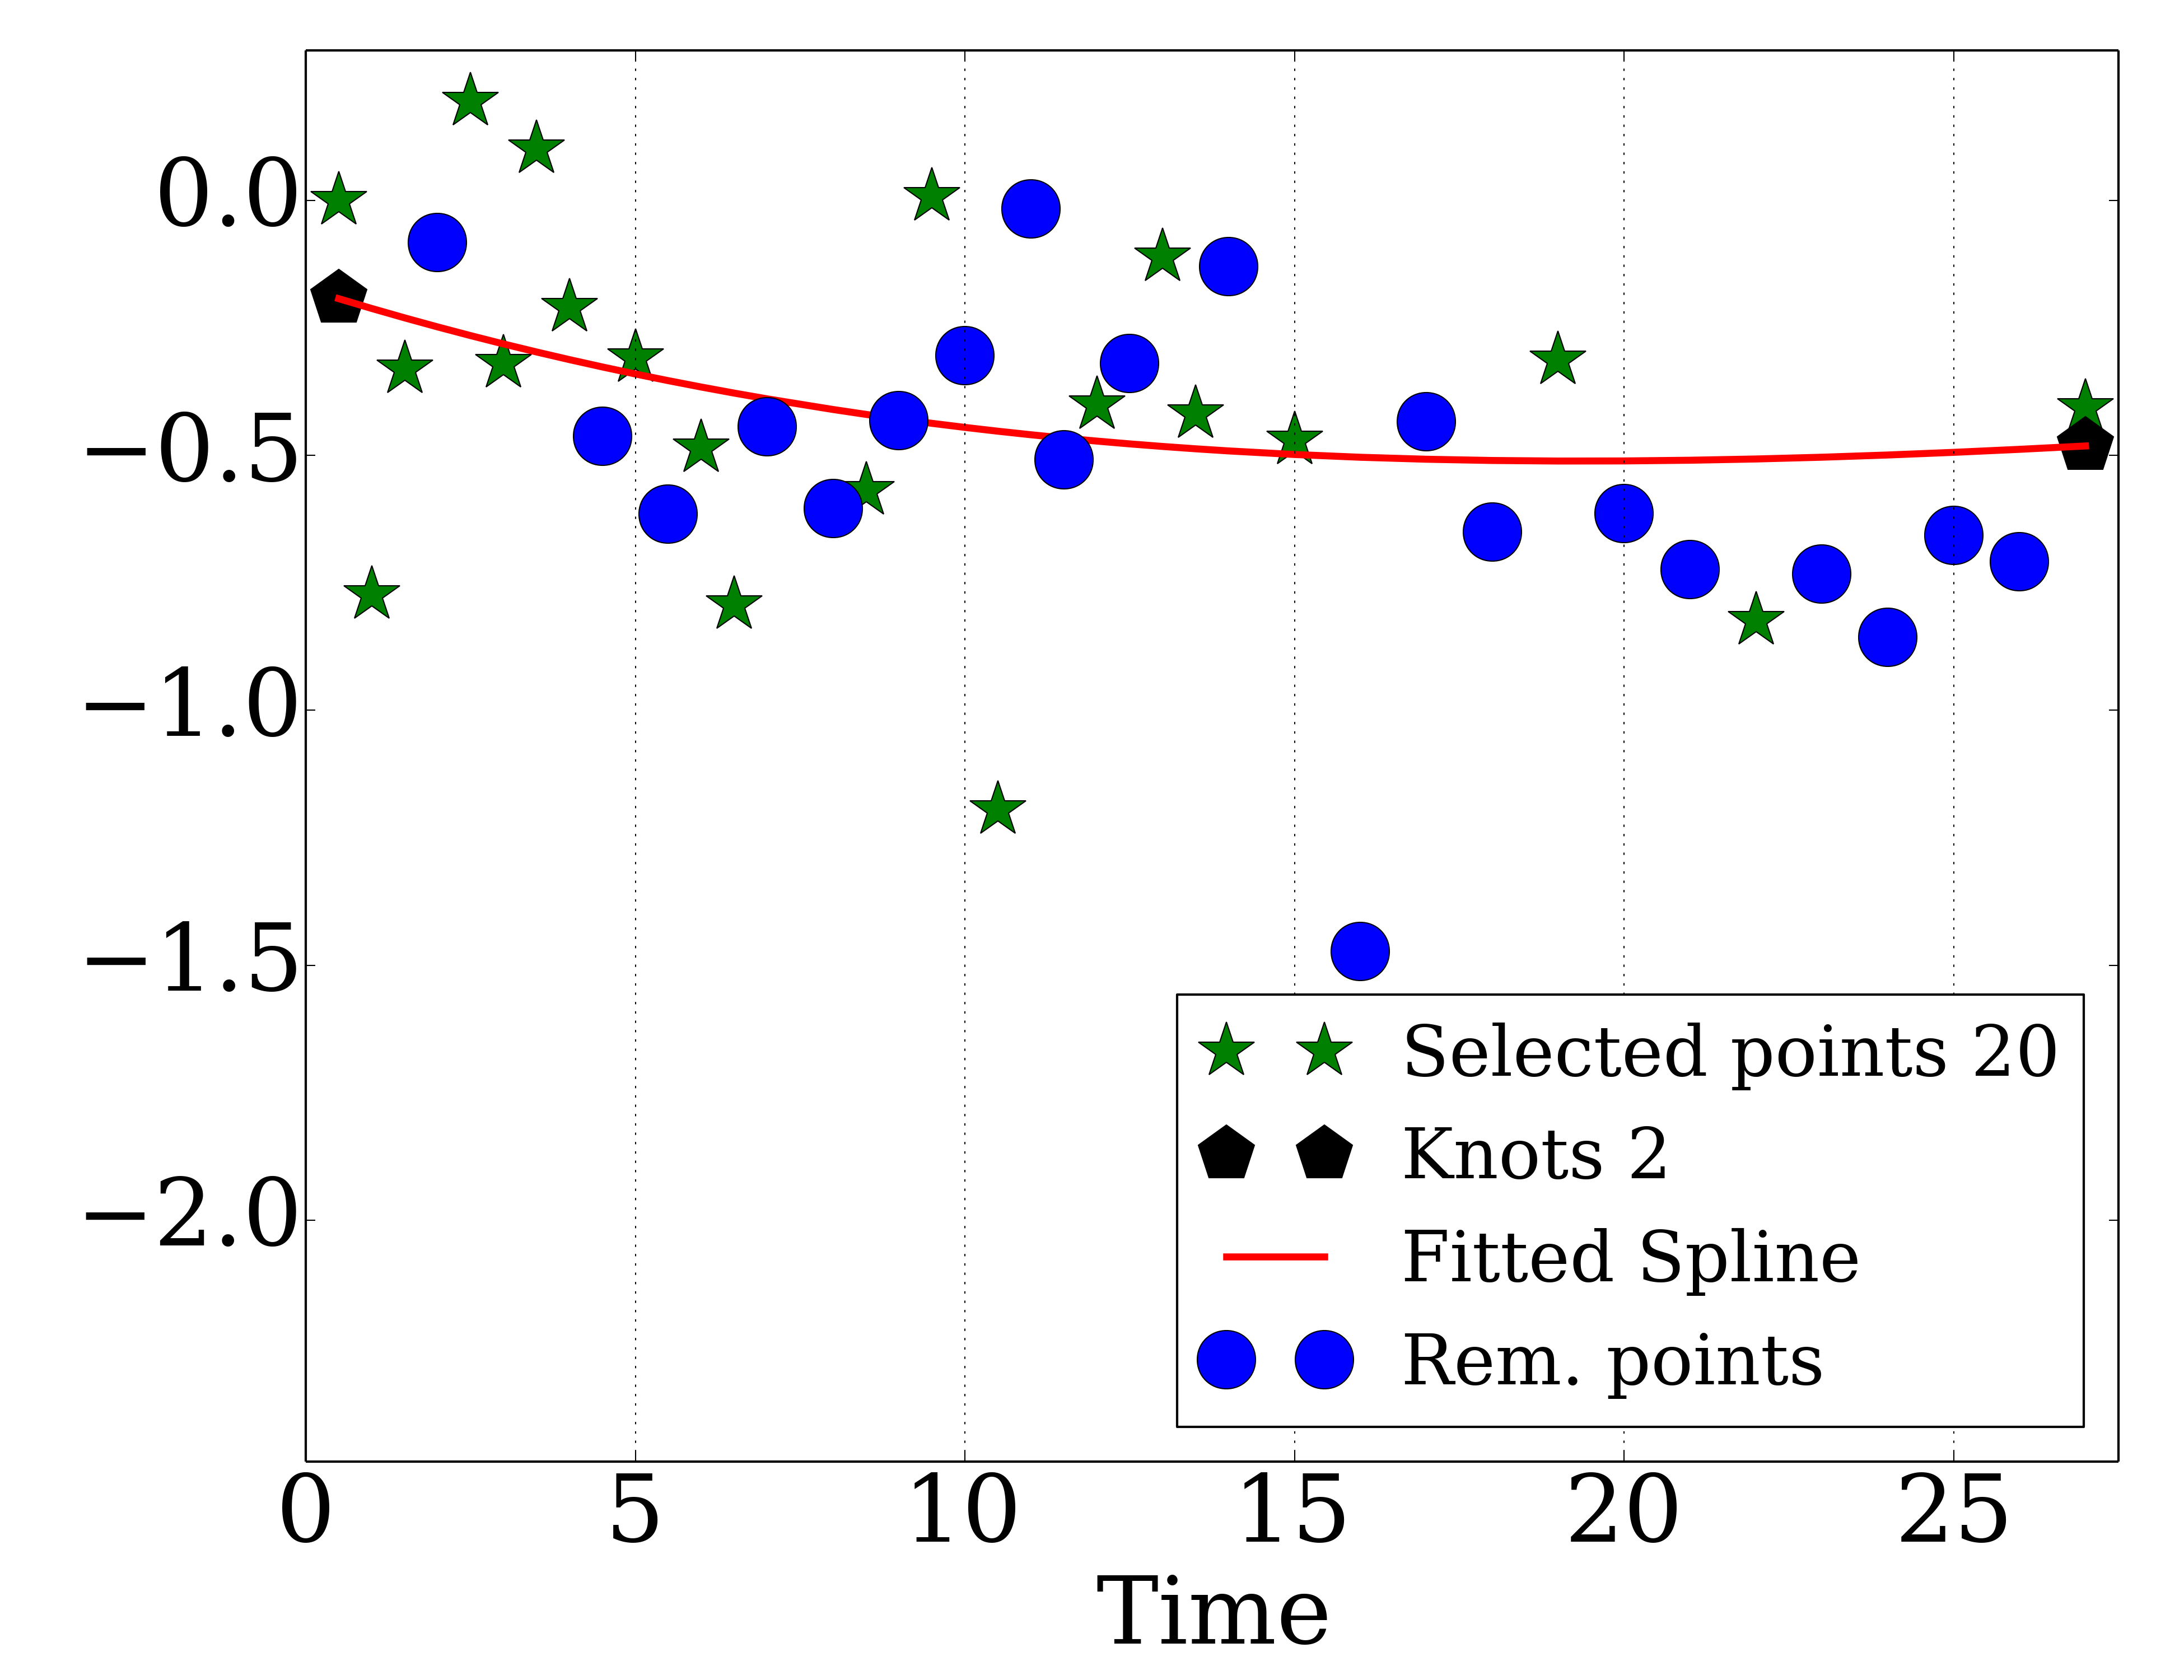 0.0
−0.5
−1.0
−1.5
−2.0
Selected points 20
Knots 2
Fitted Spline
Rem. points
0 5 10 15 20 25
Time